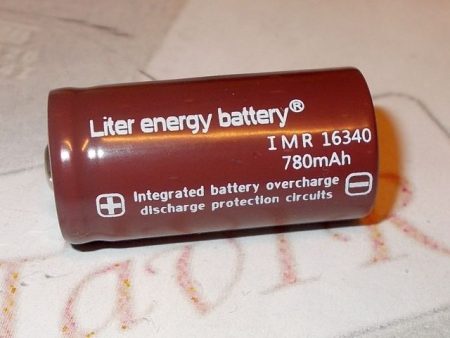 Liter energy battery®
IMR 16340
780mAh
Integrated battery overcharge
discharge protection circuits